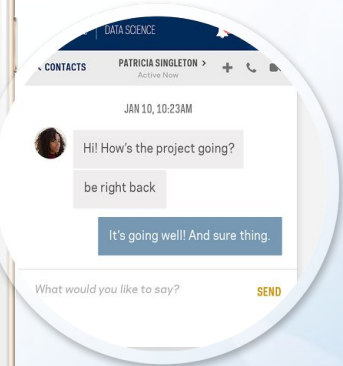 DATA SCIENCE
CONTACTS
PATRICIA SINGLETON >
Active Now
JAN 10, 10:23AM
Hi! How's the project going?
be right back
It's going well! And sure thing.
What would you like to say?
SEND